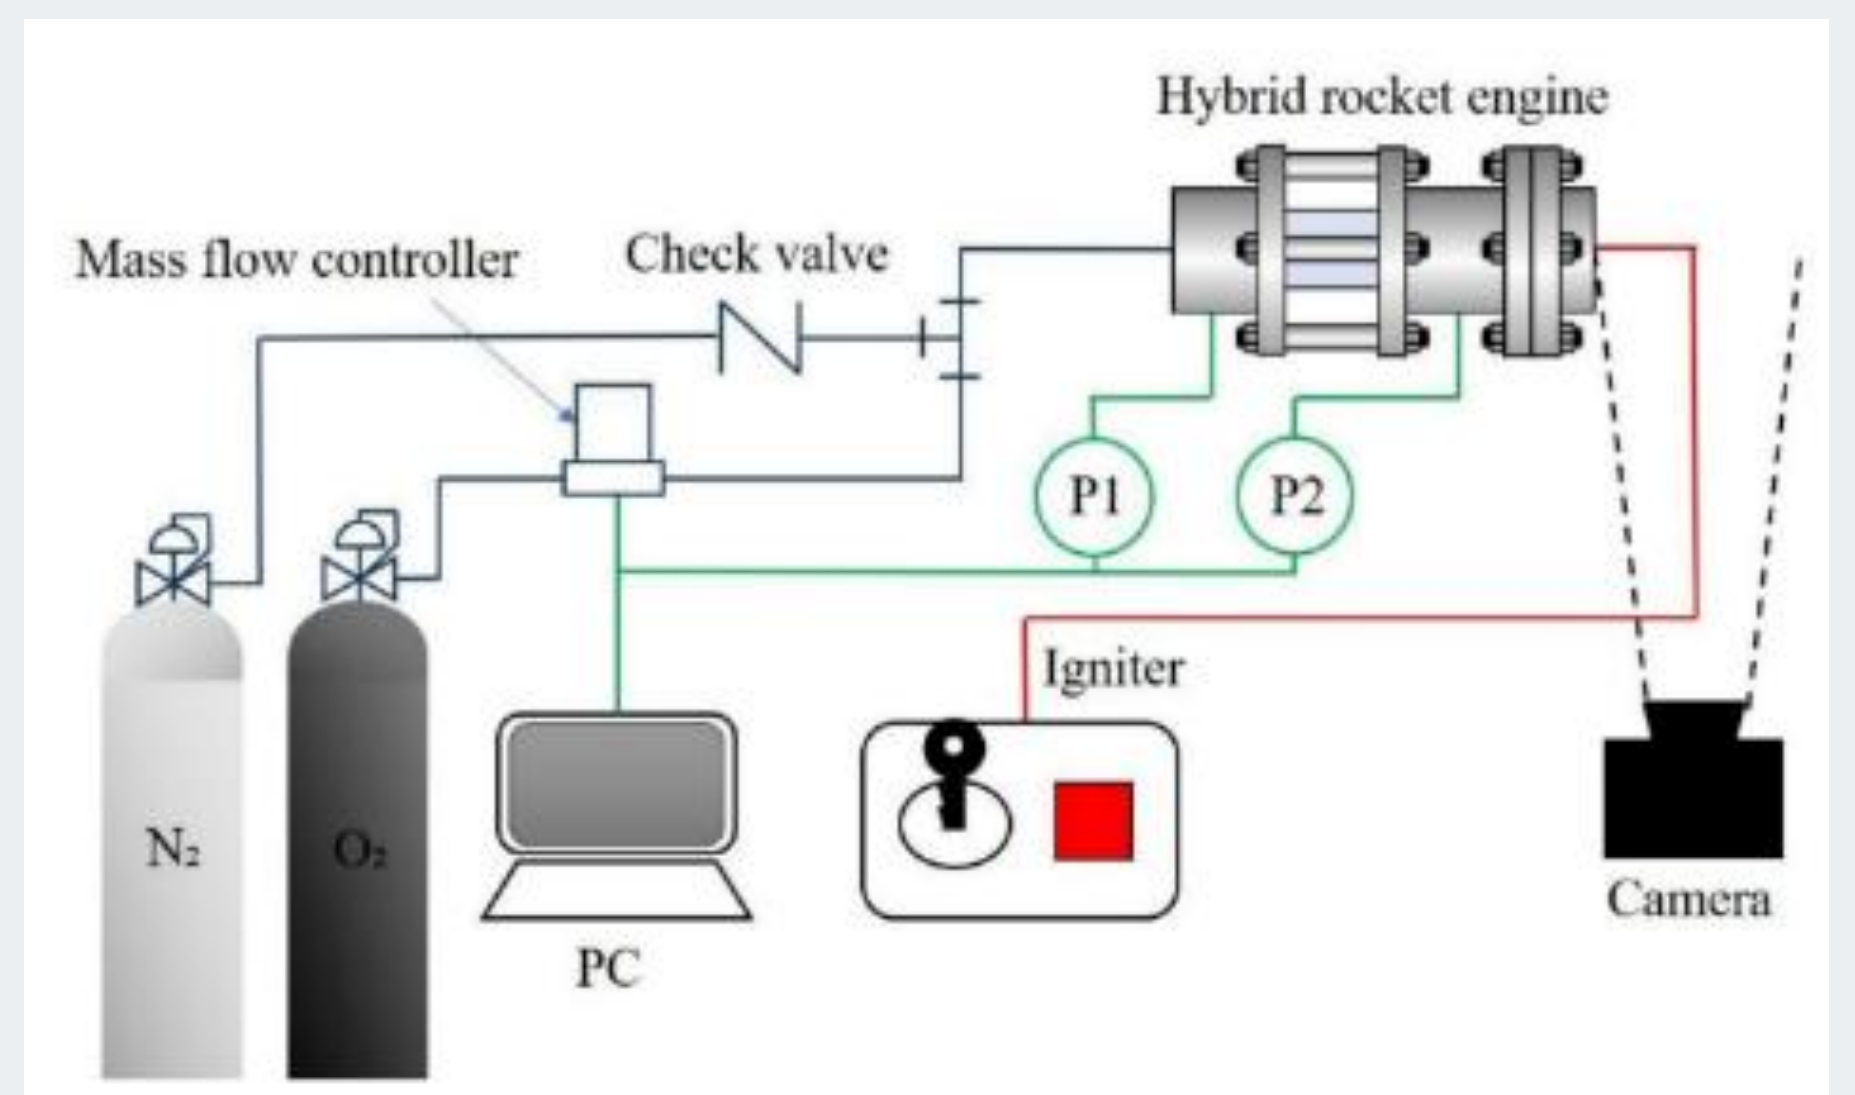 Hybrid rocket engine
Mass flow controller
Check valve
P1
P2
Igniter
N₂
O₂
Camera
PC